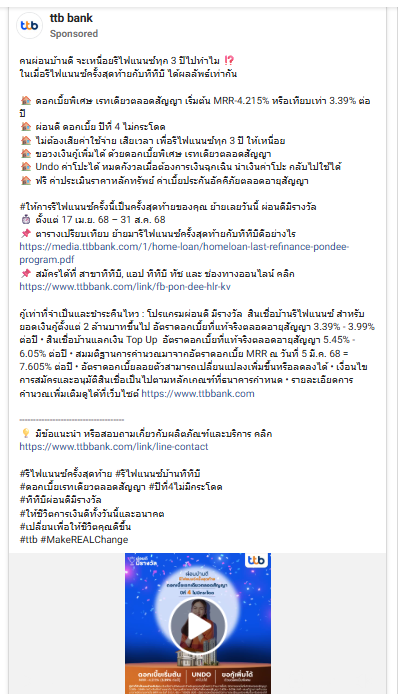 ttb
ttb bank
Sponsored
คนผ่อนบ้านดี จะเหนื่อยรีไฟแนนซ์ทุก 3 ปีไปทำไม ⁉️
ในเมื่อรีไฟแนนซ์ครั้งสุดท้ายกับทีทีบี ได้ผลลัพธ์เท่ากัน
🏠 ดอกเบี้ยพิเศษ เรทเดียวตลอดสัญญา เริ่มต้น MRR-4.215% หรือเทียบเท่า 3.39% ต่อ
ปี
🏠 ผ่อนดี ดอกเบี้ย ปีที่ 4 ไม่กระโดด
🏠 ไม่ต้องเสียค่าใช้จ่าย เสียเวลา เพื่อรีไฟแนนซ์ทุก 3 ปี ให้เหนื่อย
🏠 ขอวงเงินกู้เพิ่มได้ ด้วยดอกเบี้ยพิเศษ เรทเดียวตลอดสัญญา
🏠 Undo ค่าโปะได้ หมดกังวลเมื่อต้องการเงินฉุกเฉิน นำเงินค่าโปะ กลับไปใช้ได้
🏠 ฟรี ค่าประเมินราคาหลักทรัพย์ ค่าเบี้ยประกันอัคคีภัยตลอดอายุสัญญา
#ให้การรีไฟแนนซ์ครั้งนี้เป็นครั้งสุดท้ายของคุณ ย้ายเลยวันนี้ ผ่อนดีมีรางวัล
⏰ ตั้งแต่ 17 เม.ย. 68 – 31 ส.ค. 68
📌 ตารางเปรียบเทียบ ย้ายมารีไฟแนนซ์ครั้งสุดท้ายกับทีทีบีดีอย่างไร
https://media.ttbbank.com/1/home-loan/homeloan-last-refinance-pondee-
program.pdf
📌 สมัครได้ที่ สาขาทีทีบี, แอป ทีทีบี ทัช และ ช่องทางออนไลน์ คลิก
https://www.ttbbank.com/link/fb-pon-dee-hlr-kv
กู้เท่าที่จำเป็นและชำระคืนไหว : โปรแกรมผ่อนดี มีรางวัล สินเชื่อบ้านรีไฟแนนซ์ สำหรับ
ยอดเงินกู้ตั้งแต่ 2 ล้านบาทขึ้นไป อัตราดอกเบี้ยที่แท้จริงตลอดอายุสัญญา 3.39% - 3.99%
ต่อปี • สินเชื่อบ้านแลกเงิน Top Up อัตราดอกเบี้ยที่แท้จริงตลอดอายุสัญญา 5.45% -
6.05% ต่อปี • สมมติฐานการคำนวณมาจากอัตราดอกเบี้ย MRR ณ วันที่ 5 มี.ค. 68 =
7.605% ต่อปี • อัตราดอกเบี้ยลอยตัวสามารถเปลี่ยนแปลงเพิ่มขึ้นหรือลดลงได้ • เงื่อนไข
การสมัครและอนุมัติสินเชื่อเป็นไปตามหลักเกณฑ์ที่ธนาคารกำหนด • รายละเอียดการ
คำนวณเพิ่มเติมดูได้ที่เว็บไซต์ https://www.ttbbank.com
-----------------------------------
💡 มีข้อแนะนำ หรือสอบถามเกี่ยวกับผลิตภัณฑ์และบริการ คลิก
https://www.ttbbank.com/link/line-contact
#รีไฟแนนซ์ครั้งสุดท้าย #รีไฟแนนซ์บ้านทีทีบี
#ดอกเบี้ยเรทเดียวตลอดสัญญา #ปีที่4ไม่มีกระโดด
#ทีทีบีผ่อนดีมีรางวัล
#ให้ชีวิตการเงินดีทั้งวันนี้และอนาคต
#เปลี่ยนเพื่อให้ชีวิตคุณดีขึ้น
#ttb #MakeREALChange
ttb
ผ่อนบ้านดี
ดอกเบี้ยเรทเดียวตลอดสัญญา
ปีที่ 4 ไม่มีกระโดด
ดอกเบี้ยเริ่มต้น
UNDO
ขอกู้เพิ่มได้